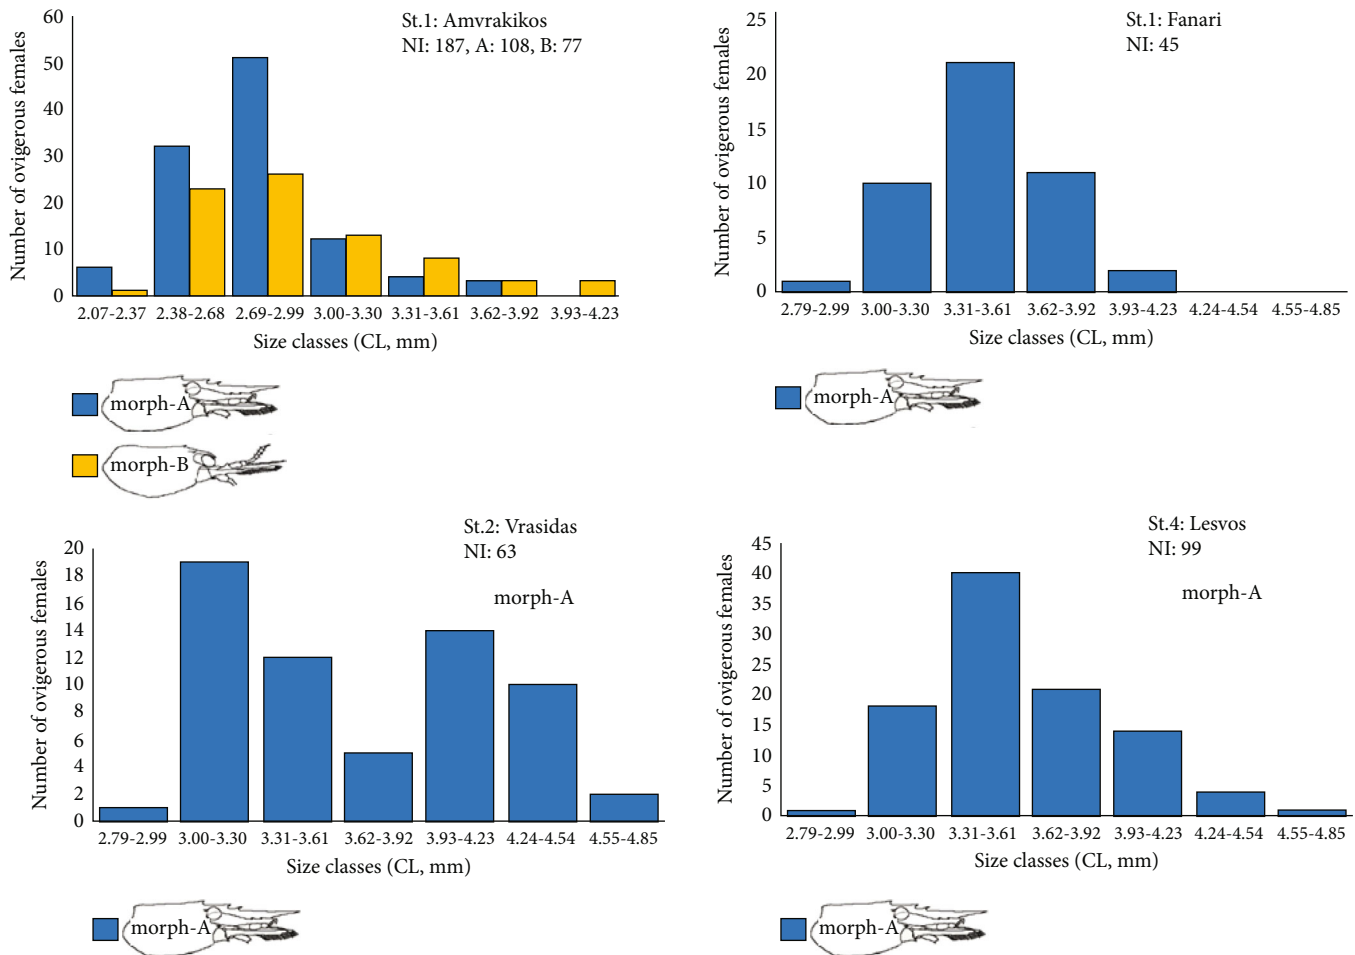 St.1: Amvrakikos
NI: 187, A: 108, B: 77
Number of ovigerous females
60
50
40
30
20
10
0
2.07-2.37 2.38-2.68 2.69-2.99 3.00-3.30 3.31-3.61 3.62-3.92 3.93-4.23
Size classes (CL, mm)
morph-A
morph-B
St.1: Fanari
NI: 45
Number of ovigerous females
25
20
15
10
5
0
2.79-2.99 3.00-3.30 3.31-3.61 3.62-3.92 3.93-4.23 4.24-4.54 4.55-4.85
Size classes (CL, mm)
morph-A
St.2: Vrasidas
NI: 63
morph-A
Number of ovigerous females
20
18
16
14
12
10
8
6
4
2
0
2.79-2.99 3.00-3.30 3.31-3.61 3.62-3.92 3.93-4.23 4.24-4.54 4.55-4.85
Size classes (CL, mm)
morph-A
St.4: Lesvos
NI: 99
morph-A
Number of ovigerous females
45
40
35
30
25
20
15
10
5
0
2.79-2.99 3.00-3.30 3.31-3.61 3.62-3.92 3.93-4.23 4.24-4.54 4.55-4.85
Size classes (CL, mm)
morph-A